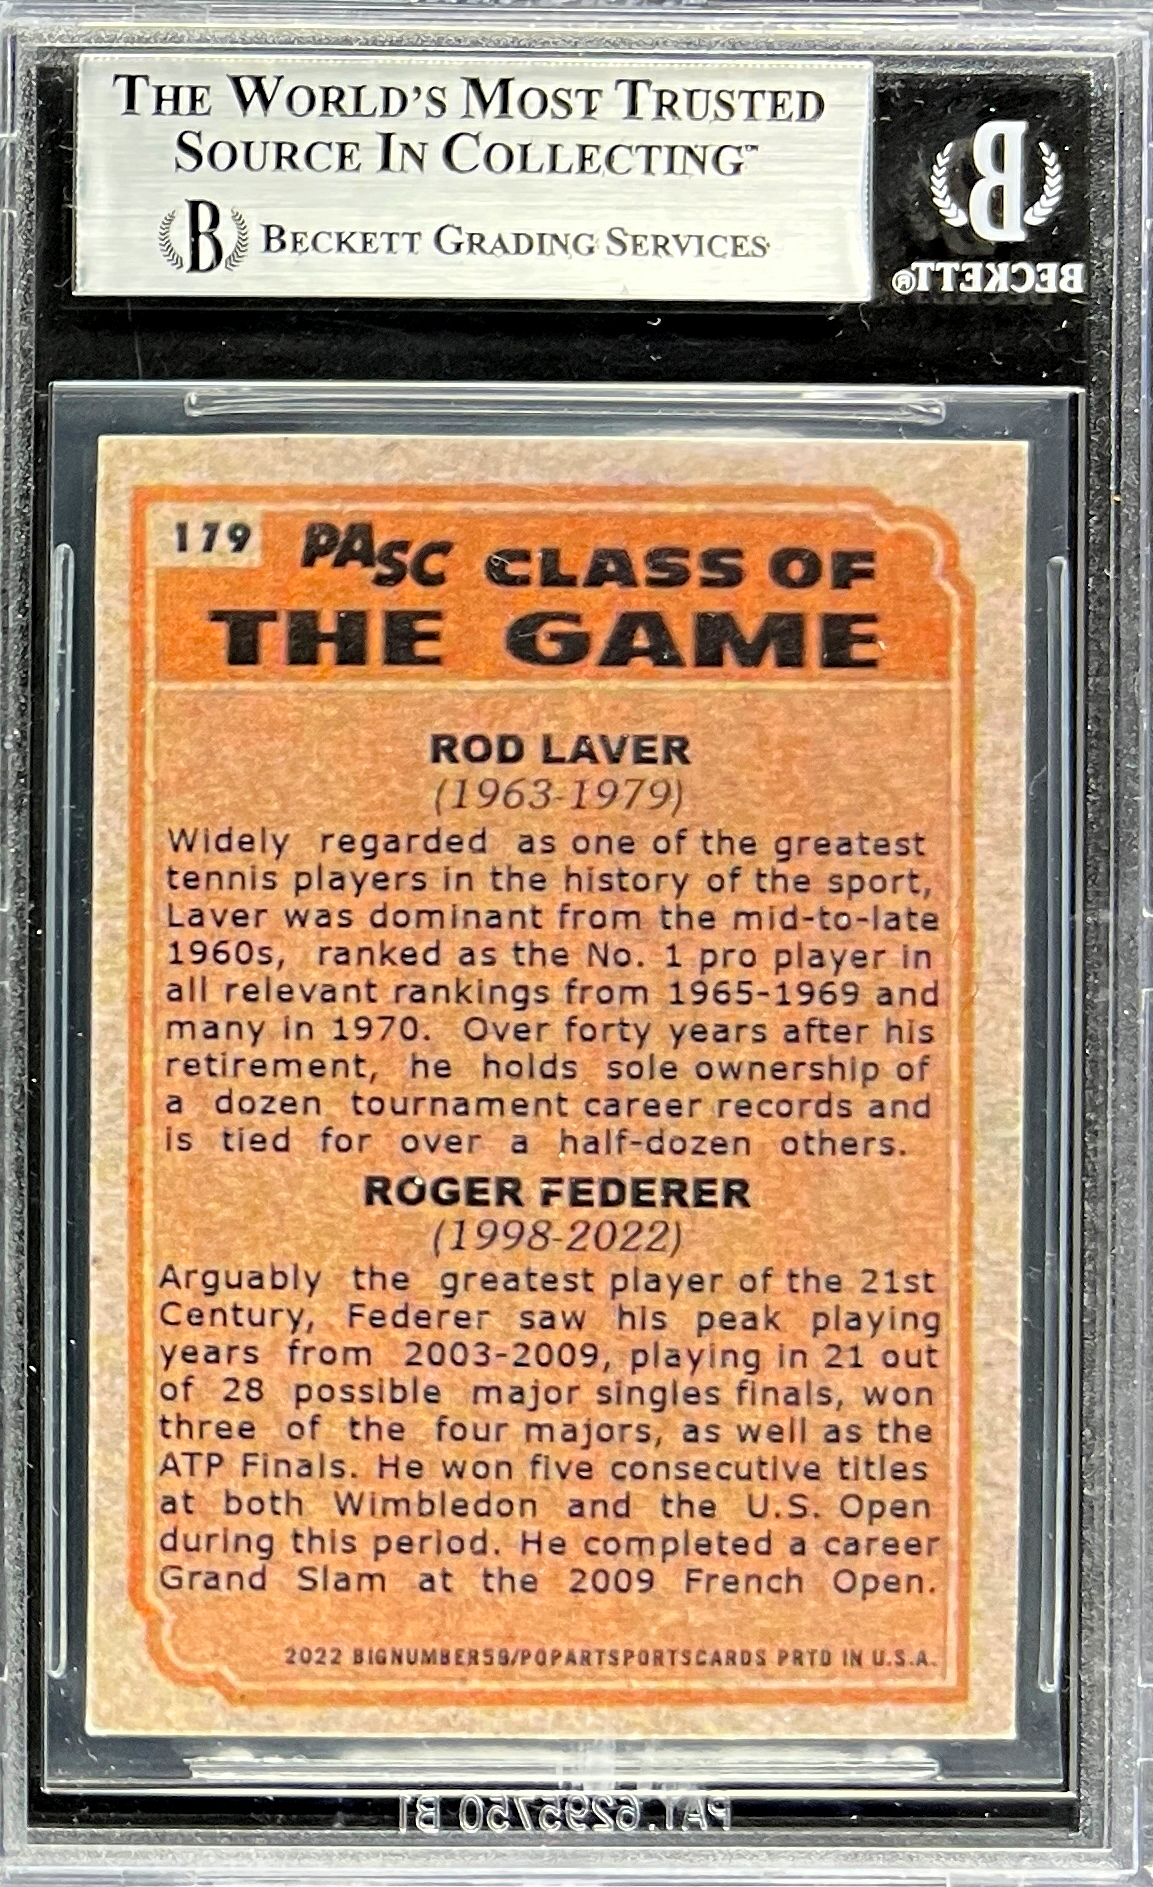 THE WORLD'S MOST TRUSTED
SOURCE IN COLLECTING™
B BECKETT GRADING SERVICES
B
BECKETT®
179 PASC CLASS OF
THE GAME
ROD LAVER
(1963-1979)
Widely regarded as one of the greatest
tennis players in the history of the sport,
Laver was dominant from the mid-to-late
1960s, ranked as the No. 1 pro player in
all relevant rankings from 1965-1969 and
many in 1970. Over forty years after his
retirement, he holds sole ownership of
a dozen tournament career records and
is tied for over a half-dozen others.
ROGER FEDERER
(1998-2022)
Arguably the greatest player of the 21st
Century, Federer saw his peak playing
years from 2003-2009, playing in 21 out
of 28 possible major singles finals, won
three of the four majors, as well as the
ATP Finals. He won five consecutive titles
at both Wimbledon and the U.S. Open
during this period. He completed a career
Grand Slam at the 2009 French Open.
2022 BIGNUMBER59/POPARTSPORTSCARDS PRTD IN U.S.A.
PAT.6295750 B1